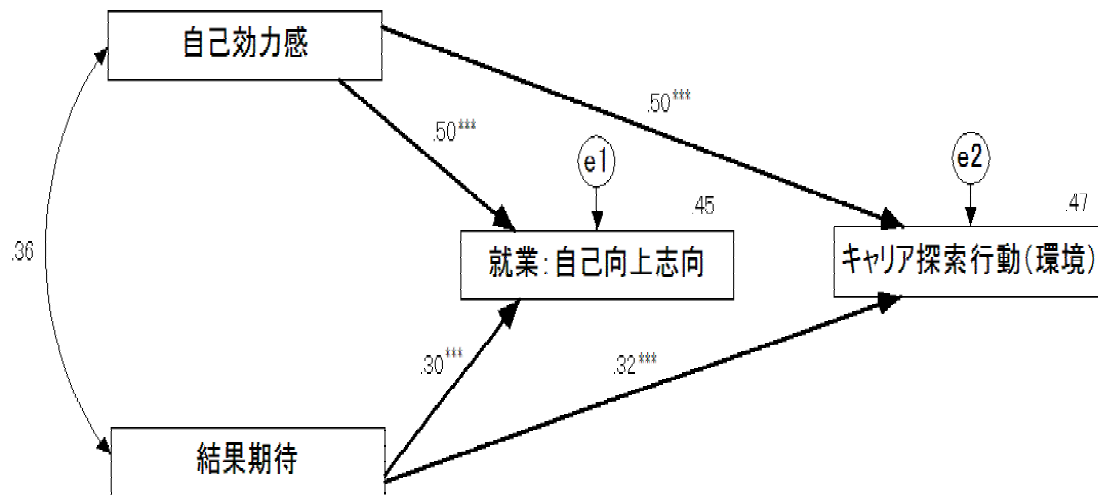 自己効力感
.50***
.50***
e1
e2
.45
.47
.36
就業:自己向上志向
キャリア探索行動(環境)
.30***
.32***
結果期待